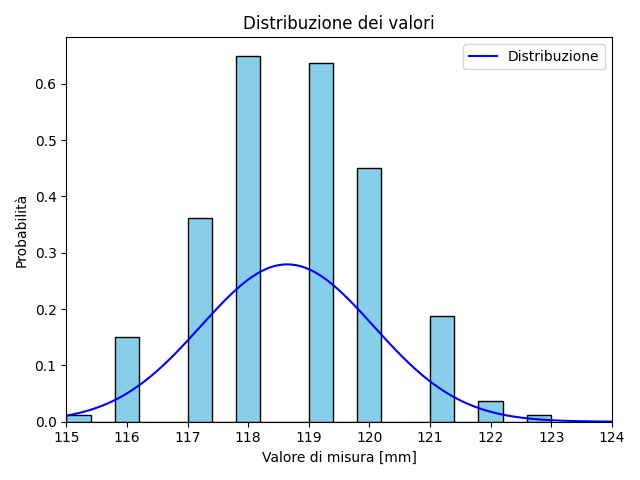 Distribuzione dei valori
Distribuzione
Probabilità
0.6
0.5
0.4
0.3
0.2
0.1
0.0
115 116 117 118 119 120 121 122 123 124
Valore di misura [mm]